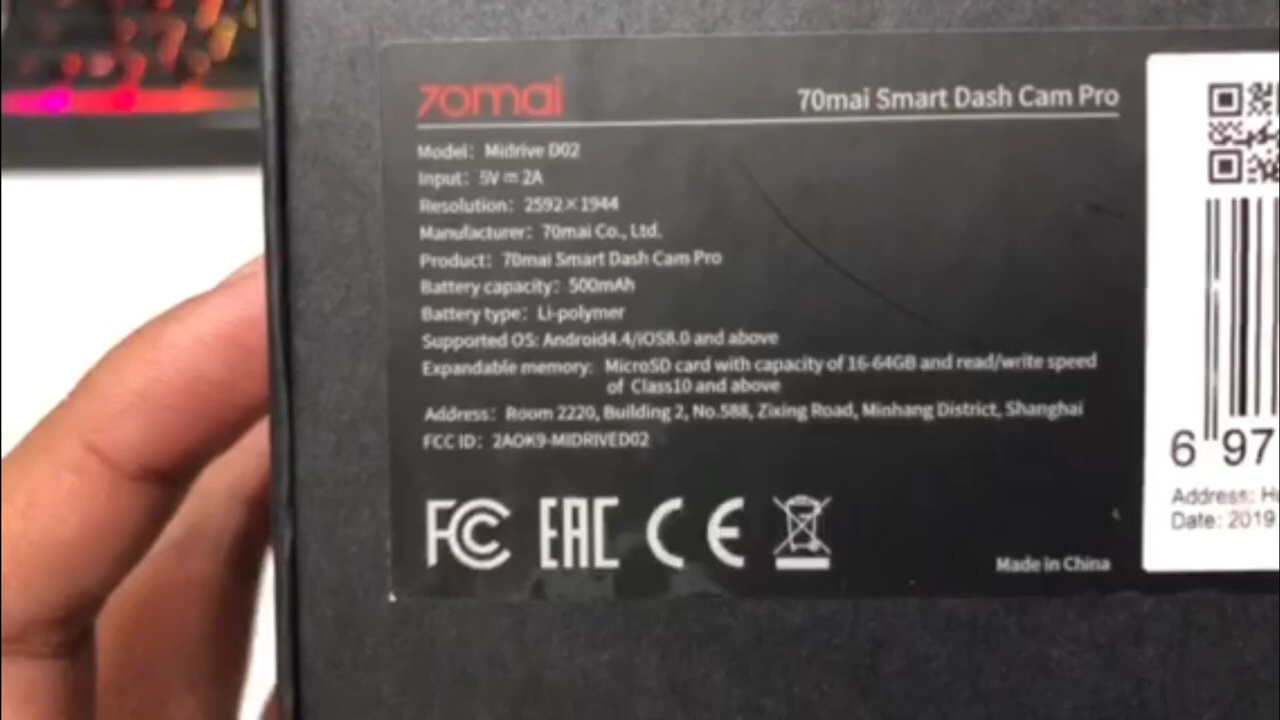 70mai
70mai Smart Dash Cam Pro
Model: Midrive D02
Input: 5V⎓2A
Resolution: 2592×1944
Manufacturer: 70mai Co., Ltd.
Product: 70mai Smart Dash Cam Pro
Battery capacity: 500mAh
Battery type: Li-polymer
Supported OS: Android4.4/iOS8.0 and above
Expandable memory: MicroSD card with capacity of 16-64GB and read/write speed
of Class10 and above
Address: Room 2220, Building 2, No.588, Zixing Road, Minhang District, Shanghai
FCC ID: 2AOK9-MIDRIVED02
FC EAC CE
Made in China
6 97
Address: H
Date: 2019